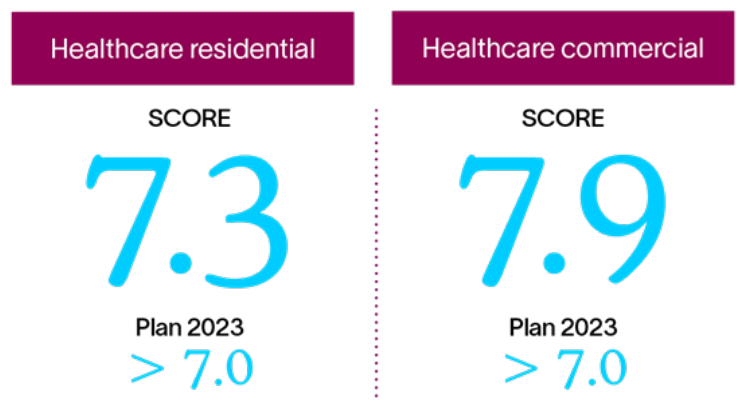 Healthcare residential
SCORE
7.3
Plan 2023
> 7.0
Healthcare commercial
SCORE
7.9
Plan 2023
> 7.0